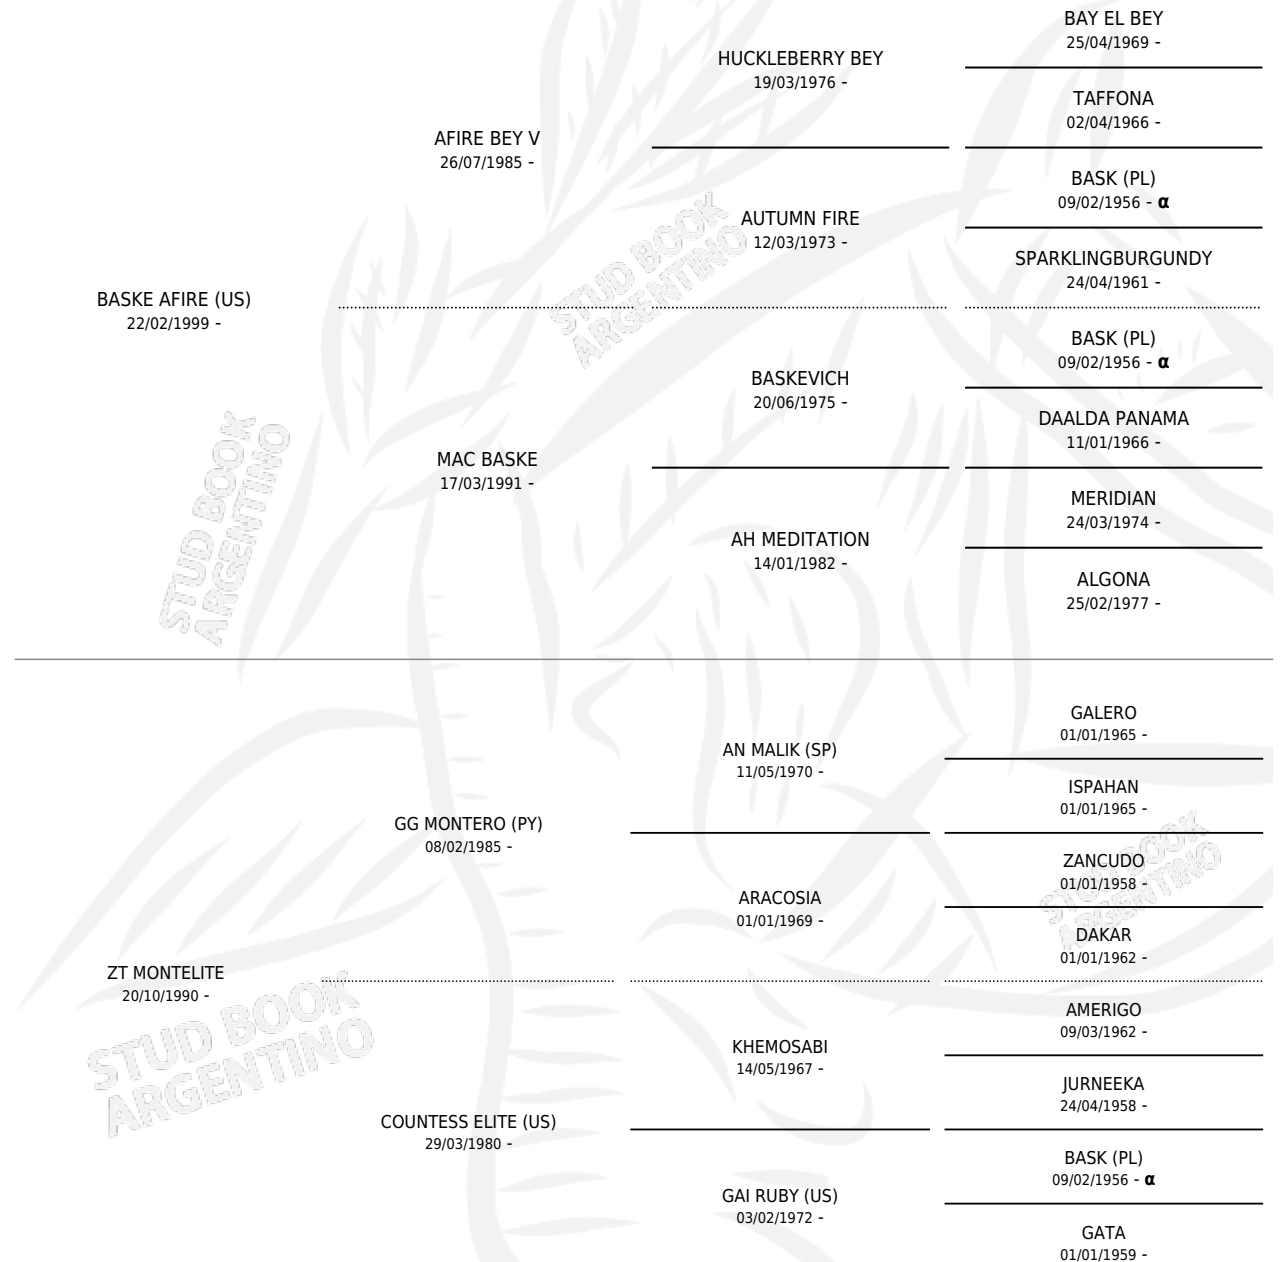 BAY EL BEY
25/04/1969 -
HUCKLEBERRY BEY
19/03/1976 -
TAFFONA
02/04/1966 -
AFIRE BEY V
26/07/1985 -
BASK (PL)
09/02/1956 - α
AUTUMN FIRE
12/03/1973 -
SPARKLINGBURGUNDY
24/04/1961 -
BASKE AFIRE (US)
22/02/1999 -
STUD BOOK
ARGENTINO
BASK (PL)
09/02/1956 - α
BASKEVICH
20/06/1975 -
DAALDA PANAMA
11/01/1966 -
MAC BASKE
17/03/1991 -
MERIDIAN
24/03/1974 -
AH MEDITATION
14/01/1982 -
ALGONA
25/02/1977 -
STUD BOOK
ARGENTINO
GALERO
01/01/1965 -
AN MALIK (SP)
11/05/1970 -
ISPAHAN
01/01/1965 -
GG MONTERO (PY)
08/02/1985 -
ZANCUDO
01/01/1958 -
ARACOSIA
01/01/1969 -
DAKAR
01/01/1962 -
STUD BOOK
ARGENTINO
ZT MONTELITE
20/10/1990 -
AMERIGO
09/03/1962 -
KHEMOSABI
14/05/1967 -
JURNEEKA
24/04/1958 -
STUD BOOK
ARGENTINO
COUNTESS ELITE (US)
29/03/1980 -
BASK (PL)
09/02/1956 - α
GAI RUBY (US)
03/02/1972 -
GATA
01/01/1959 -